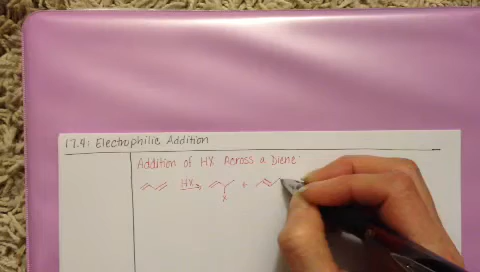 17.4: Electrophilic Addition
Addition of HX Across a Diene:
HX
+
X